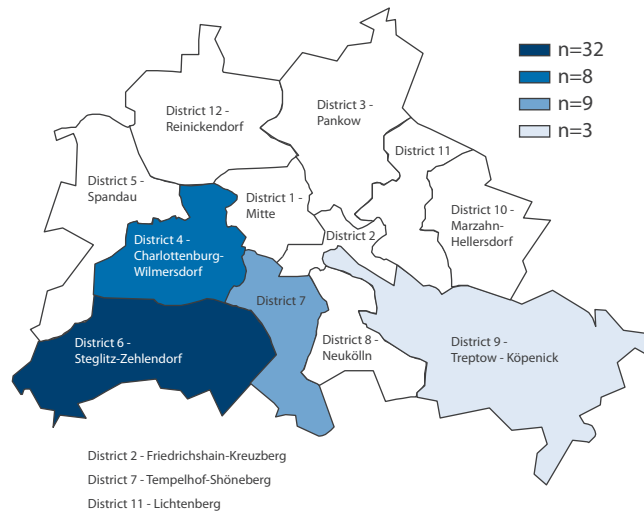 n=32
n=8
n=9
n=3
District 12 -
Reinickendorf
District 3 -
Pankow
District 11
District 5 -
Spandau
District 1 -
Mitte
District 10 -
Marzahn-
Hellersdorf
District 2
District 4 -
Charlottenburg-
Wilmersdorf
District 7
District 6 -
Steglitz-Zehlendorf
District 8 -
Neukölln
District 9 -
Treptow - Köpenick
District 2 - Friedrichshain-Kreuzberg
District 7 - Tempelhof-Shöneberg
District 11 - Lichtenberg